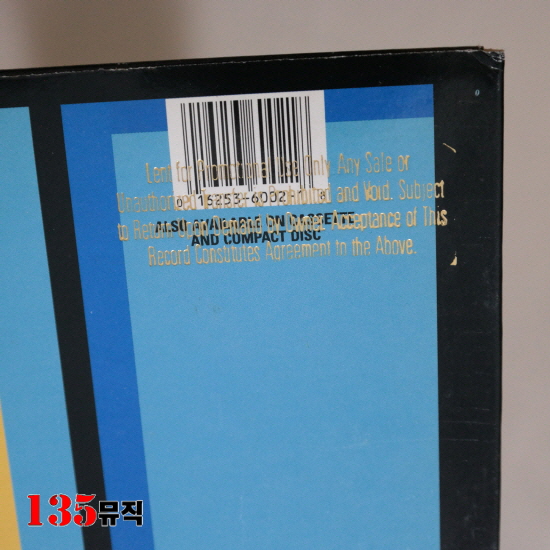 Lent for Promotional Use Only Any Sale or
Unauthorized Transfer is Prohibited and Void. Subject
0 16253-6002 8
to Return Upon Demand by Owner Acceptance of This
ALSO AVAILABLE ON CASSETTE
AND COMPACT DISC
Record Constitutes Agreement to the Above.
135뮤직